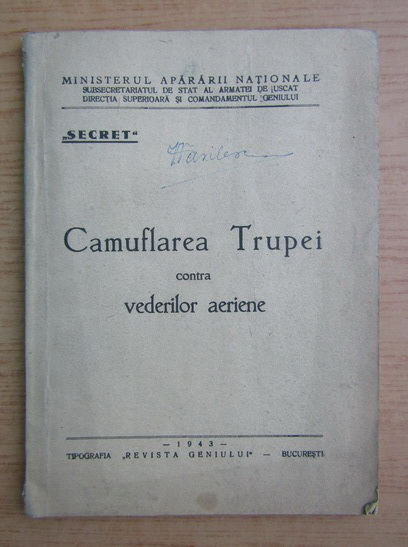 MINISTERUL APĂRĂRII NAȚIONALE
SUBSECRETARIATUL DE STAT AL ARMATEI DE USCAT
DIRECȚIA SUPERIOARĂ ȘI COMANDAMENTUL GENIULUI
„SECRET“
Camuflarea Trupei
contra
vederilor aeriene
— 1943 —
TIPOGRAFIA „REVISTA GENIULUI“ — BUCUREȘTI